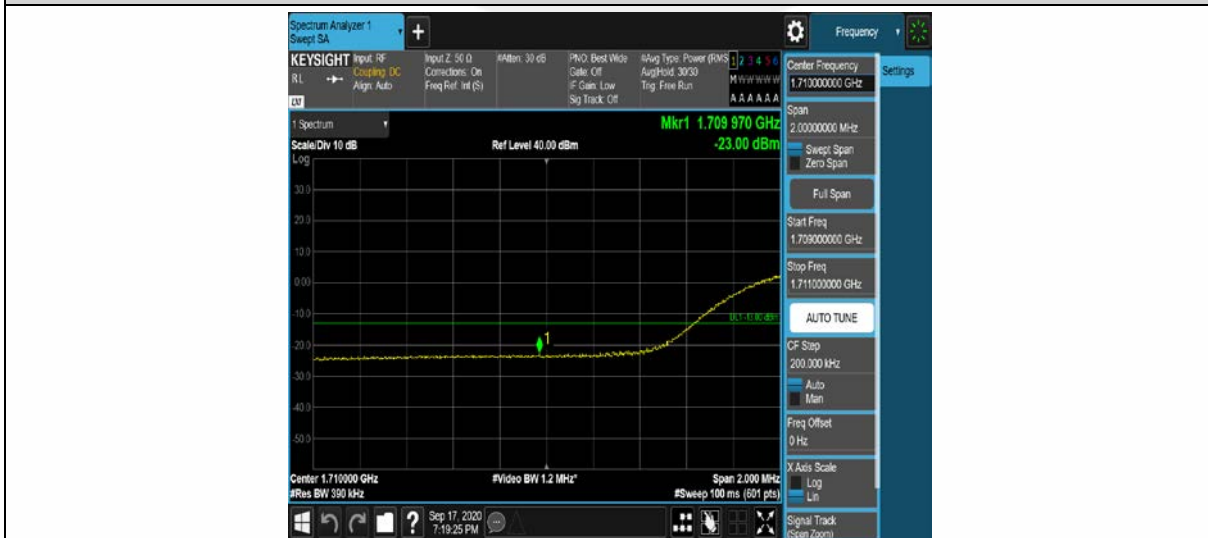 Spectrum Analyzer 1
Swept SA
+
Frequency
KEYSIGHT
RL
Input: RF
Coupling: DC
Align: Auto
Input Z: 50 Ω
Corrections: On
Freq Ref: Int (S)
#Atten: 30 dB
PNO: Best Wide
Gate: Off
IF Gain: Low
Sig Track: Off
#Avg Type: Power (RMS
Avg|Hold: 30/30
Trig: Free Run
1 2 3 4 5 6
M W W W W W
A A A A A A
Settings
1 Spectrum
Mkr1 1.709 970 GHz
Scale/Div 10 dB
Ref Level 40.00 dBm
-23.00 dBm
Log
30.0
20.0
10.0
0.00
-10.0
-20.0
-30.0
-40.0
-50.0
DL1 -13.00 dBm
1
Center 1.710000 GHz
#Video BW 1.2 MHz*
Span 2.000 MHz
#Res BW 390 kHz
#Sweep 100 ms (601 pts)
Center Frequency
1.710000000 GHz
Span
2.00000000 MHz
Swept Span
Zero Span
Full Span
Start Freq
1.709000000 GHz
Stop Freq
1.711000000 GHz
AUTO TUNE
CF Step
200.000 kHz
Auto
Man
Freq Offset
0 Hz
X Axis Scale
Log
Lin
Signal Track
(Span Zoom)
?
Sep 17, 2020
7:19:25 PM